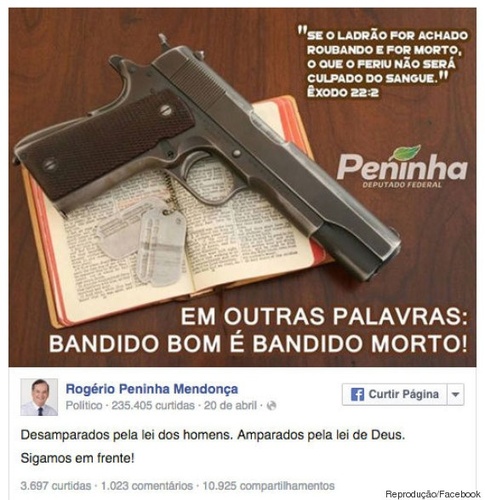 "SE O LADRÃO FOR ACHADO
ROUBANDO E FOR MORTO,
O QUE O FERIU NÃO SERÁ
CULPADO DO SANGUE."
ÊXODO 22:2
Peninha
DEPUTADO FEDERAL
EM OUTRAS PALAVRAS:
BANDIDO BOM É BANDIDO MORTO!
Rogério Peninha Mendonça
Político · 235.405 curtidas · 20 de abril ·
Curtir Página
Desamparados pela lei dos homens. Amparados pela lei de Deus.
Sigamos em frente!
3.697 curtidas · 1.023 comentários · 10.925 compartilhamentos
Reprodução/Facebook